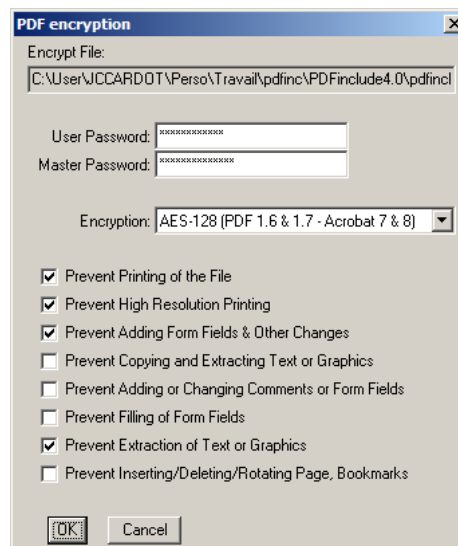 PDF encryption
Encrypt File:
C:\User\JCCARDOT\Perso\Travail\pdfinc\PDFinclude4.0\pdfincl
User Password: ************
Master Password: **************
Encryption: AES-128 (PDF 1.6 & 1.7 - Acrobat 7 & 8)
Prevent Printing of the File
Prevent High Resolution Printing
Prevent Adding Form Fields & Other Changes
Prevent Copying and Extracting Text or Graphics
Prevent Adding or Changing Comments or Form Fields
Prevent Filling of Form Fields
Prevent Extraction of Text or Graphics
Prevent Inserting/Deleting/Rotating Page, Bookmarks
OK Cancel